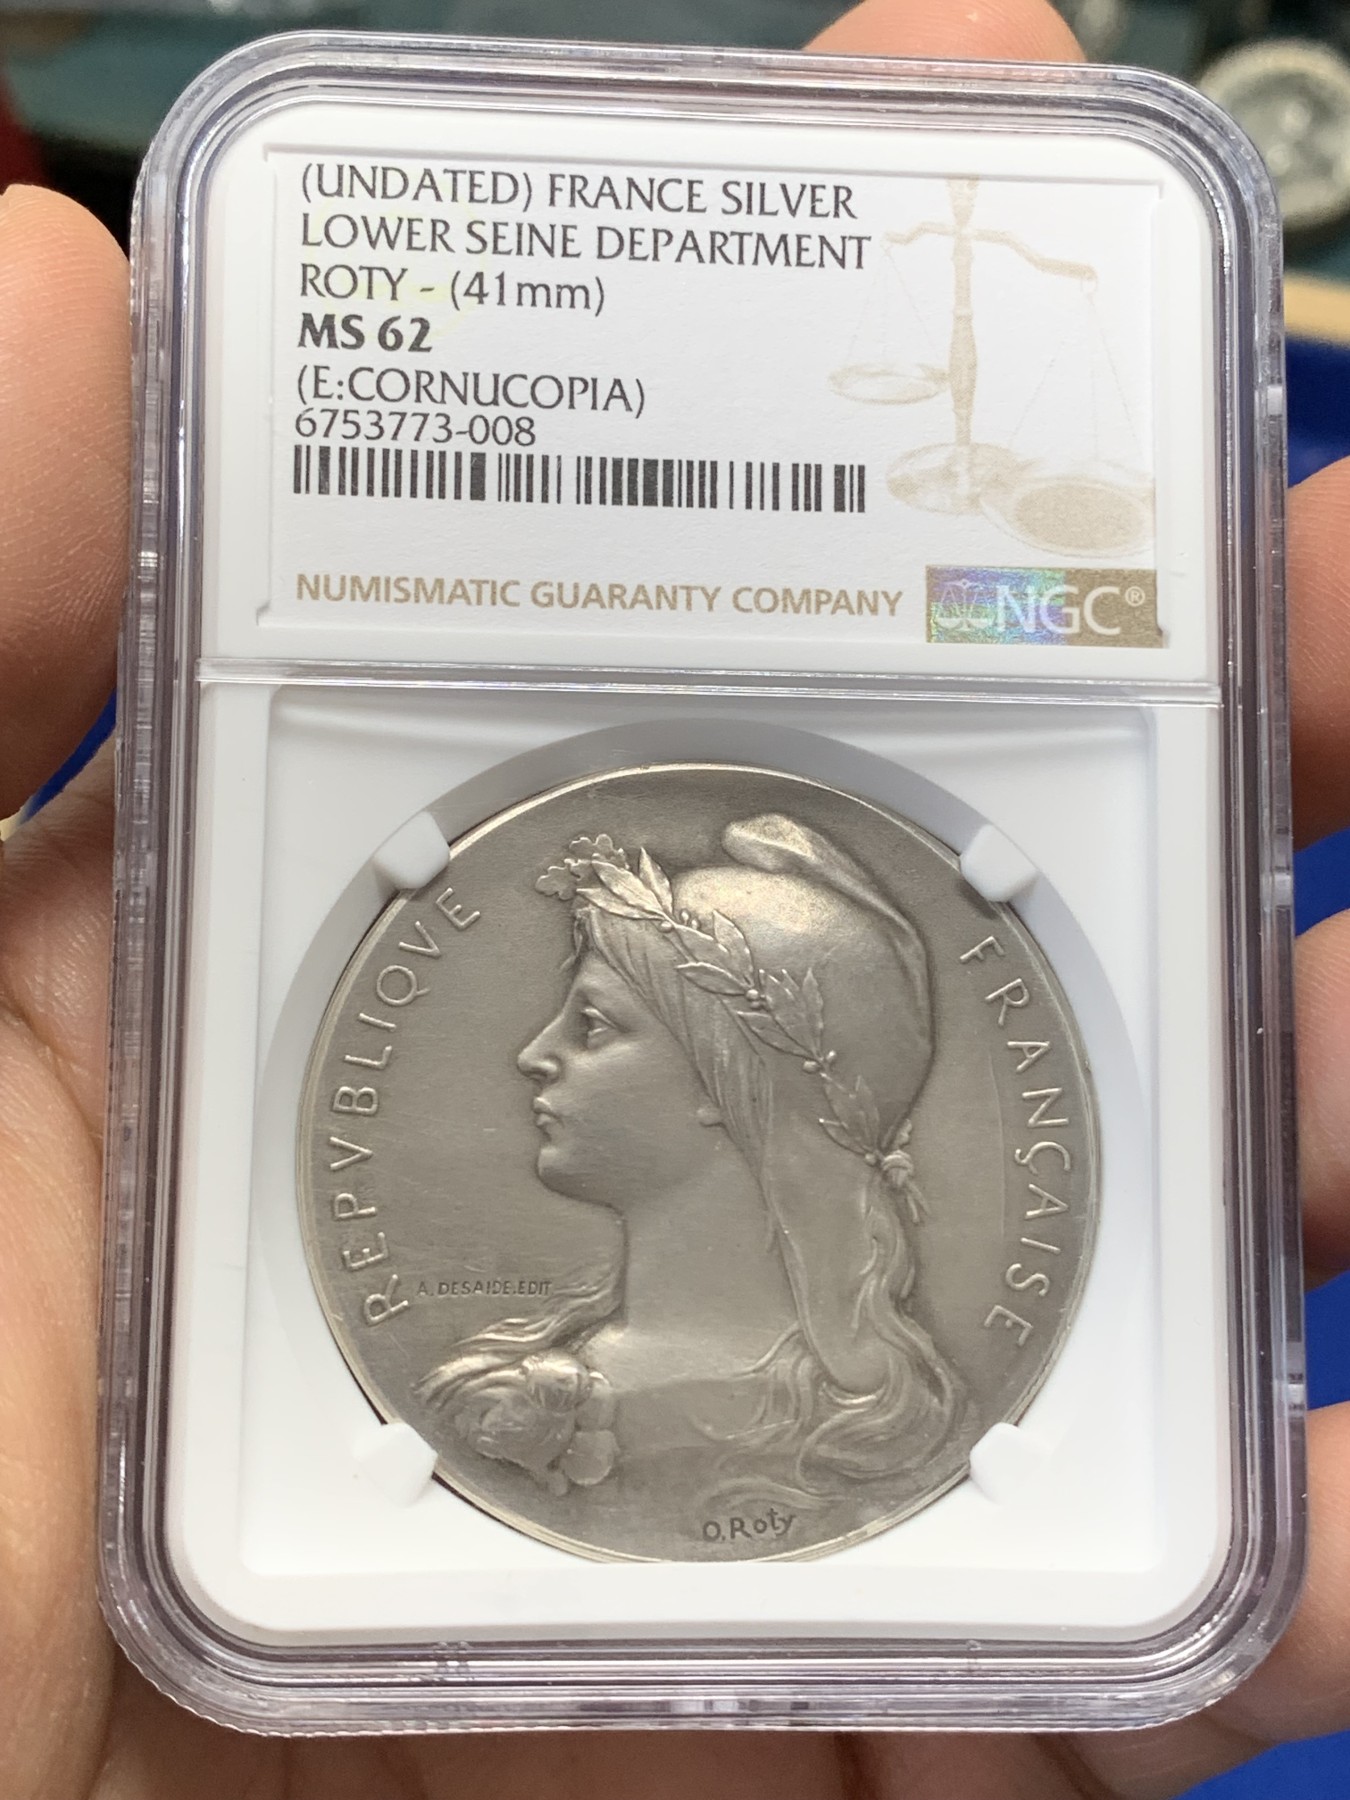 (UNDATED) FRANCE SILVER
LOWER SEINE DEPARTMENT
ROTY - (41mm)
MS 62
(E:CORNUCOPIA)
6753773-008
NUMISMATIC GUARANTY COMPANY
NGC®
REPVBLIQVE
FRANÇAISE
A.DESAIDE.EDIT
O.Roty